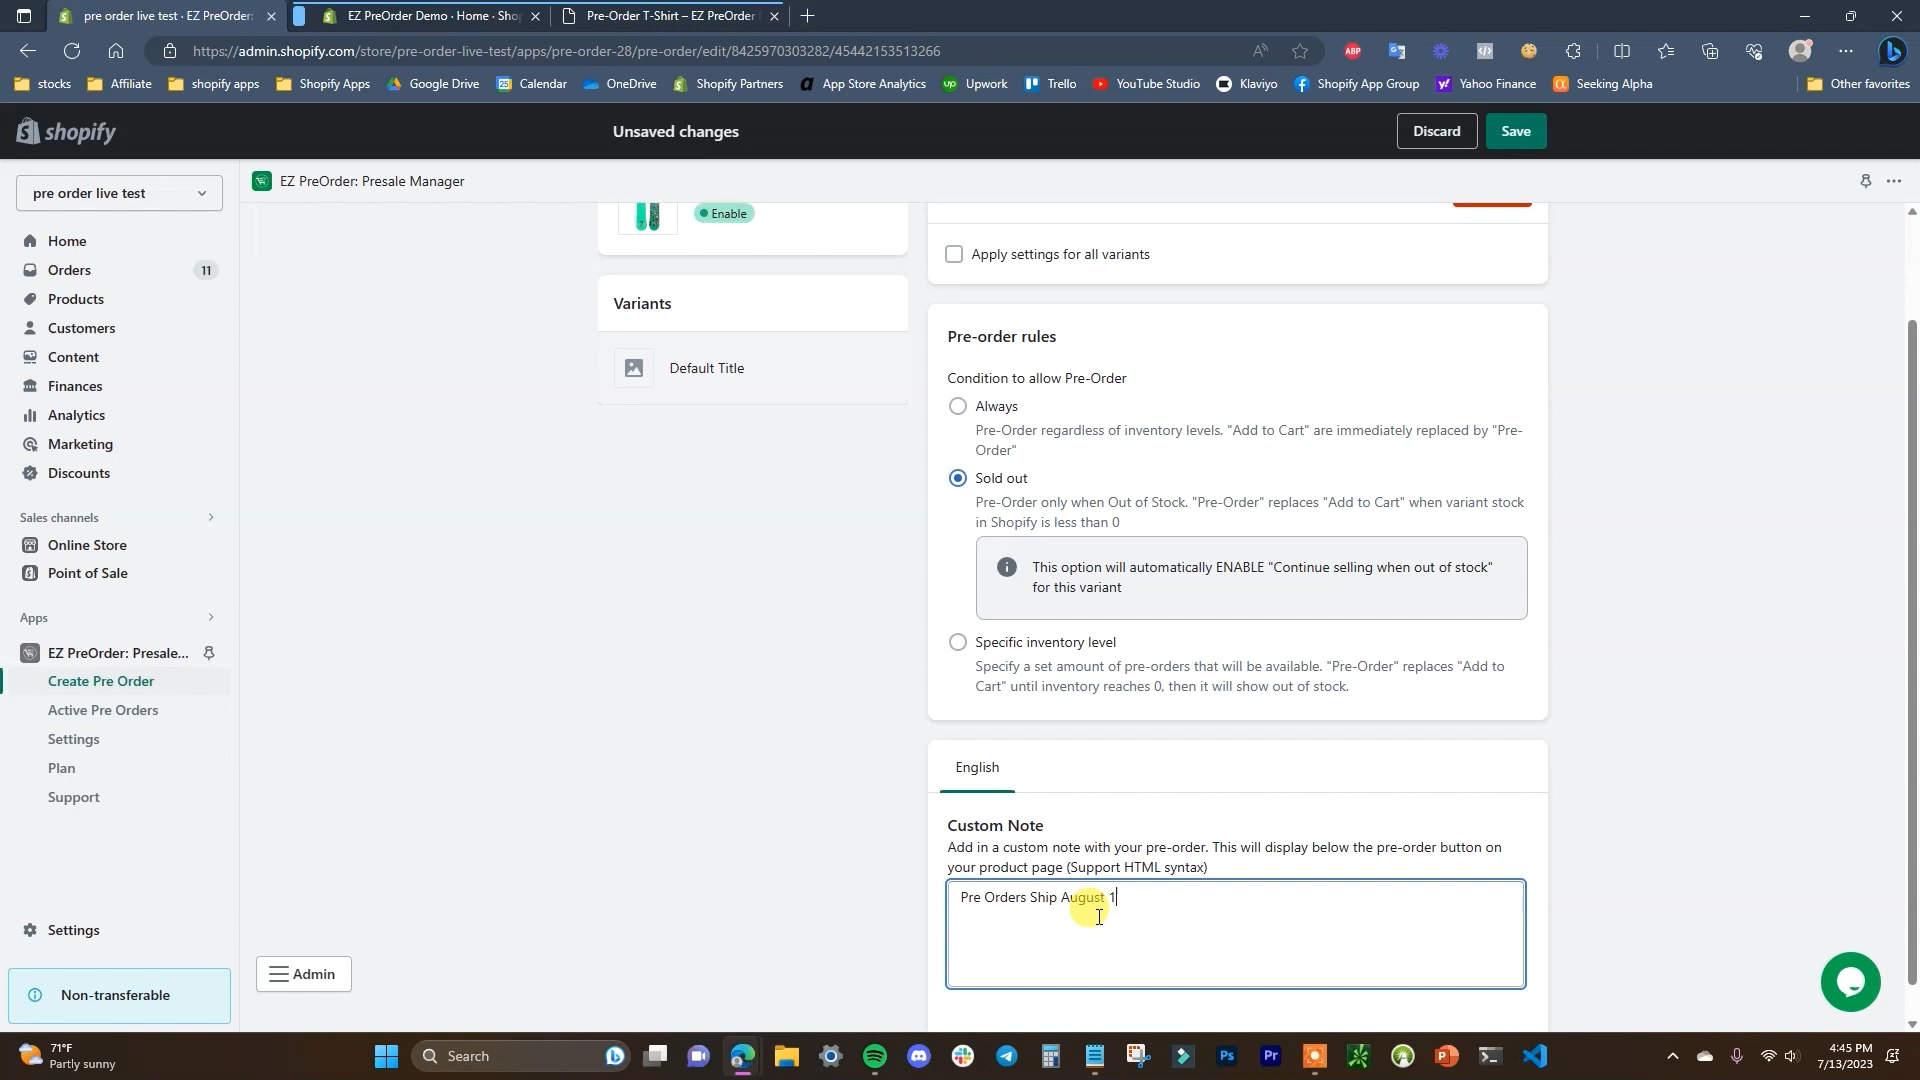 pre order live test · EZ PreOrder:
EZ PreOrder Demo · Home · Sho
Pre-Order T-Shirt – EZ PreOrder
https://admin.shopify.com/store/pre-order-live-test/apps/pre-order-28/pre-order/edit/8425970303282/45442153513266
ABP
stocks
Affiliate
shopify apps
Shopify Apps
Google Drive
Calendar
OneDrive
Shopify Partners
App Store Analytics
Upwork
Trello
YouTube Studio
Klaviyo
Shopify App Group
Yahoo Finance
Seeking Alpha
Other favorites
shopify
Unsaved changes
Discard
Save
pre order live test
EZ PreOrder: Presale Manager
Home
Orders
11
Products
Customers
Content
Finances
Analytics
Marketing
Discounts
Sales channels
Online Store
Point of Sale
Apps
EZ PreOrder: Presale...
Create Pre Order
Active Pre Orders
Settings
Plan
Support
Settings
Non-transferable
Admin
Enable
Variants
Default Title
Apply settings for all variants
Pre-order rules
Condition to allow Pre-Order
Always
Pre-Order regardless of inventory levels. "Add to Cart" are immediately replaced by "Pre-
Order"
Sold out
Pre-Order only when Out of Stock. "Pre-Order" replaces "Add to Cart" when variant stock
in Shopify is less than 0
This option will automatically ENABLE "Continue selling when out of stock"
for this variant
Specific inventory level
Specify a set amount of pre-orders that will be available. "Pre-Order" replaces "Add to
Cart" until inventory reaches 0, then it will show out of stock.
English
Custom Note
Add in a custom note with your pre-order. This will display below the pre-order button on
your product page (Support HTML syntax)
Pre Orders Ship August 1
71°F
Partly sunny
Search
Ps
Pr
4:45 PM
7/13/2023